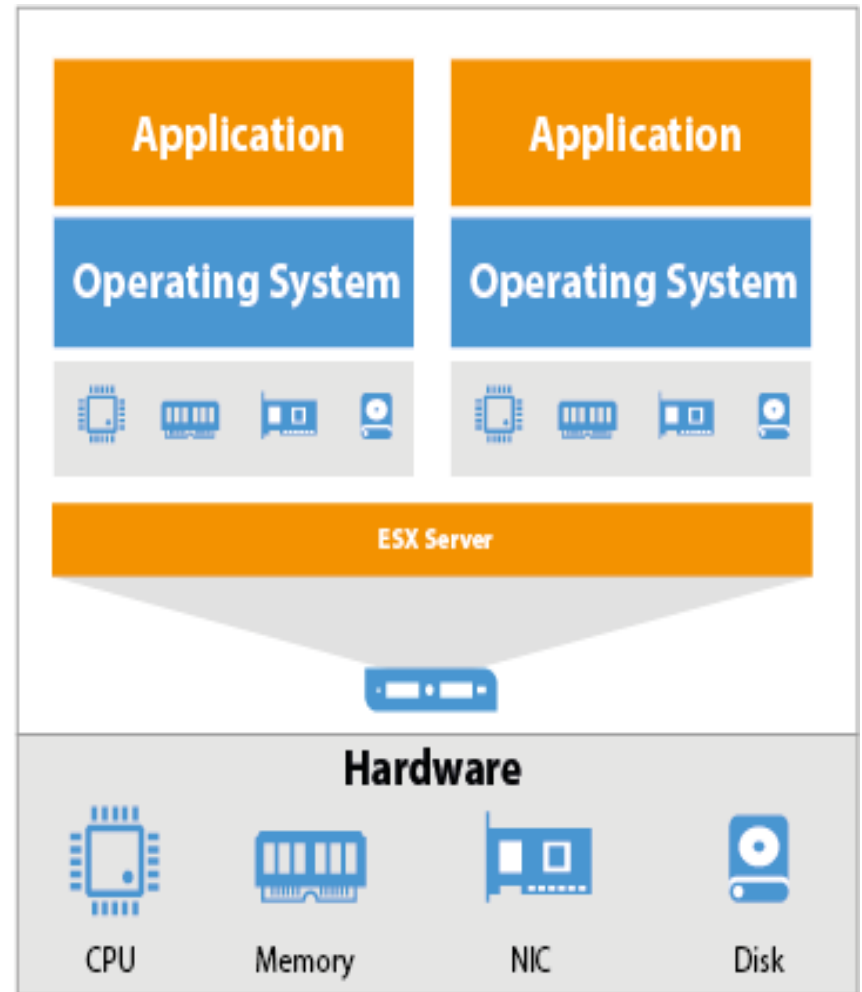 Application
Application
Operating System
Operating System
ESX Server
Hardware
CPU
Memory
NIC
Disk